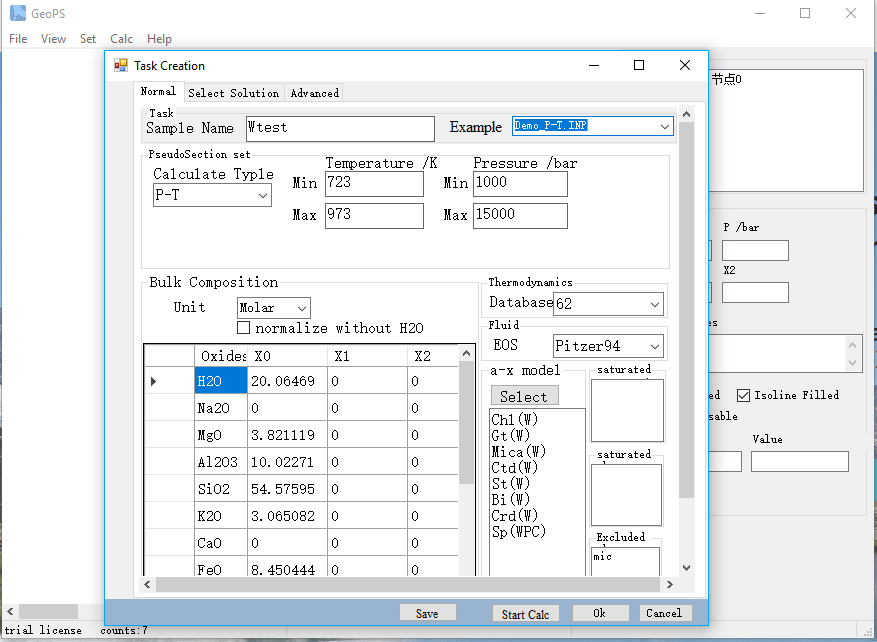 GeoPS
File View Set Calc Help
Task Creation
Normal Select Solution Advanced
Task
Sample Name Wtest Example Demo_P-T.INP
PseudoSection set
Calculate Typle
P-T
Temperature /K Pressure /bar
Min 723 Min 1000
Max 973 Max 15000
Bulk Composition
Unit Molar
normalize without H2O
Oxides X0 X1 X2
H2O 20.06469 0 0
Na2O 0 0 0
MgO 3.821119 0 0
Al2O3 10.02271 0 0
SiO2 54.57595 0 0
K2O 3.065082 0 0
CaO 0 0 0
FeO 8.450444 0 0
Thermodynamics
Database 62
Fluid
EOS Pitzer94
a-x model
Select
Chl(W)
Gt(W)
Mica(W)
Ctd(W)
St(W)
Bi(W)
Crd(W)
Sp(WPC)
saturated
saturated
Excluded
mic
Save Start Calc Ok Cancel
节点0
P /bar
X2
es
ed Isoline Filled
sable
Value
trial license counts:7